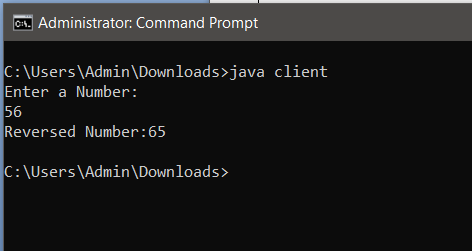 Administrator: Command Prompt
C:\Users\Admin\Downloads>java client
Enter a Number:
56
Reversed Number:65
C:\Users\Admin\Downloads>